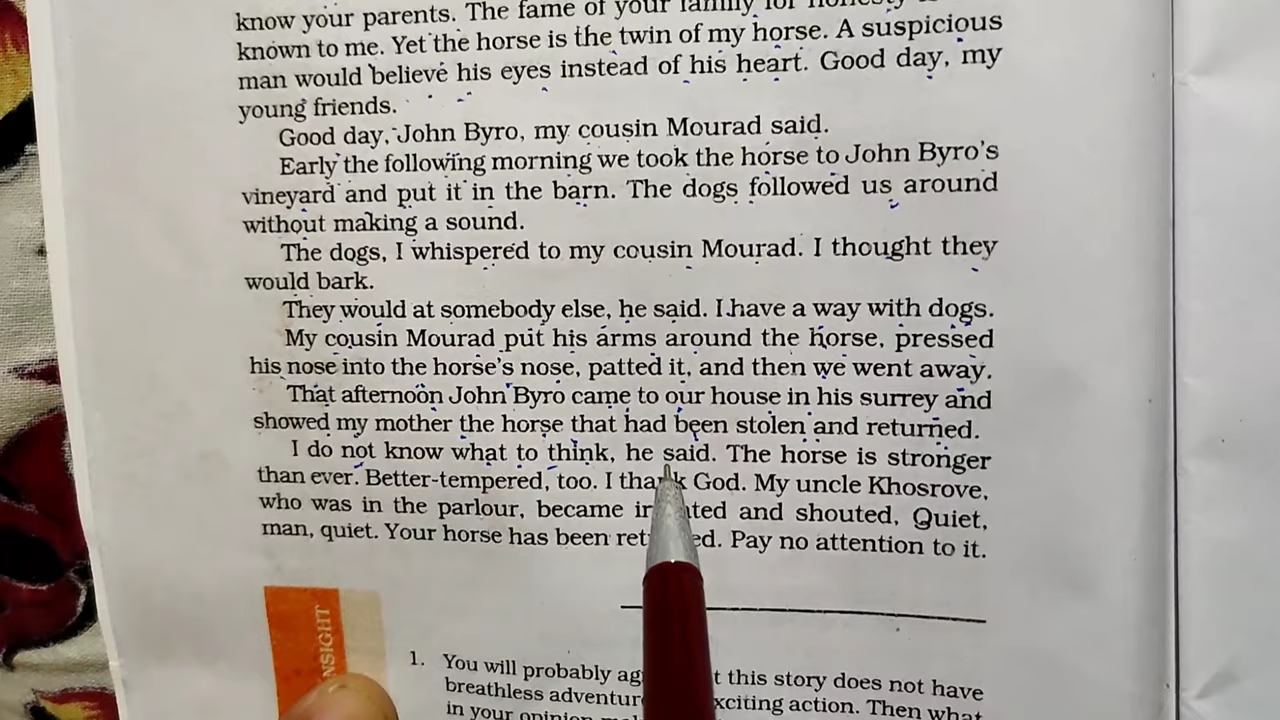 know your parents. The fame of your family for
known to me. Yet the horse is the twin of my horse. A suspicious
man would believe his eyes instead of his heart. Good day, my
young friends.
Good day, John Byro, my cousin Mourad said.
Early the following morning we took the horse to John Byro's
vineyard and put it in the barn. The dogs followed us around
without making a sound.
The dogs, I whispered to my cousin Mourad. I thought they
would bark.
They would at somebody else, he said. I have a way with dogs.
My cousin Mourad put his arms around the horse, pressed
his nose into the horse's nose, patted it, and then we went away.
That afternoon John Byro came to our house in his surrey and
showed my mother the horse that had been stolen and returned.
I do not know what to think, he said. The horse is stronger
than ever. Better-tempered, too. I thank God. My uncle Khosrove,
who was in the parlour, became and shouted, Quiet,
man, quiet. Your horse has been Pay no attention to it.
NSIGHT
1. You will probably t this story does not have
breathless xciting action. Then what
in your opinion